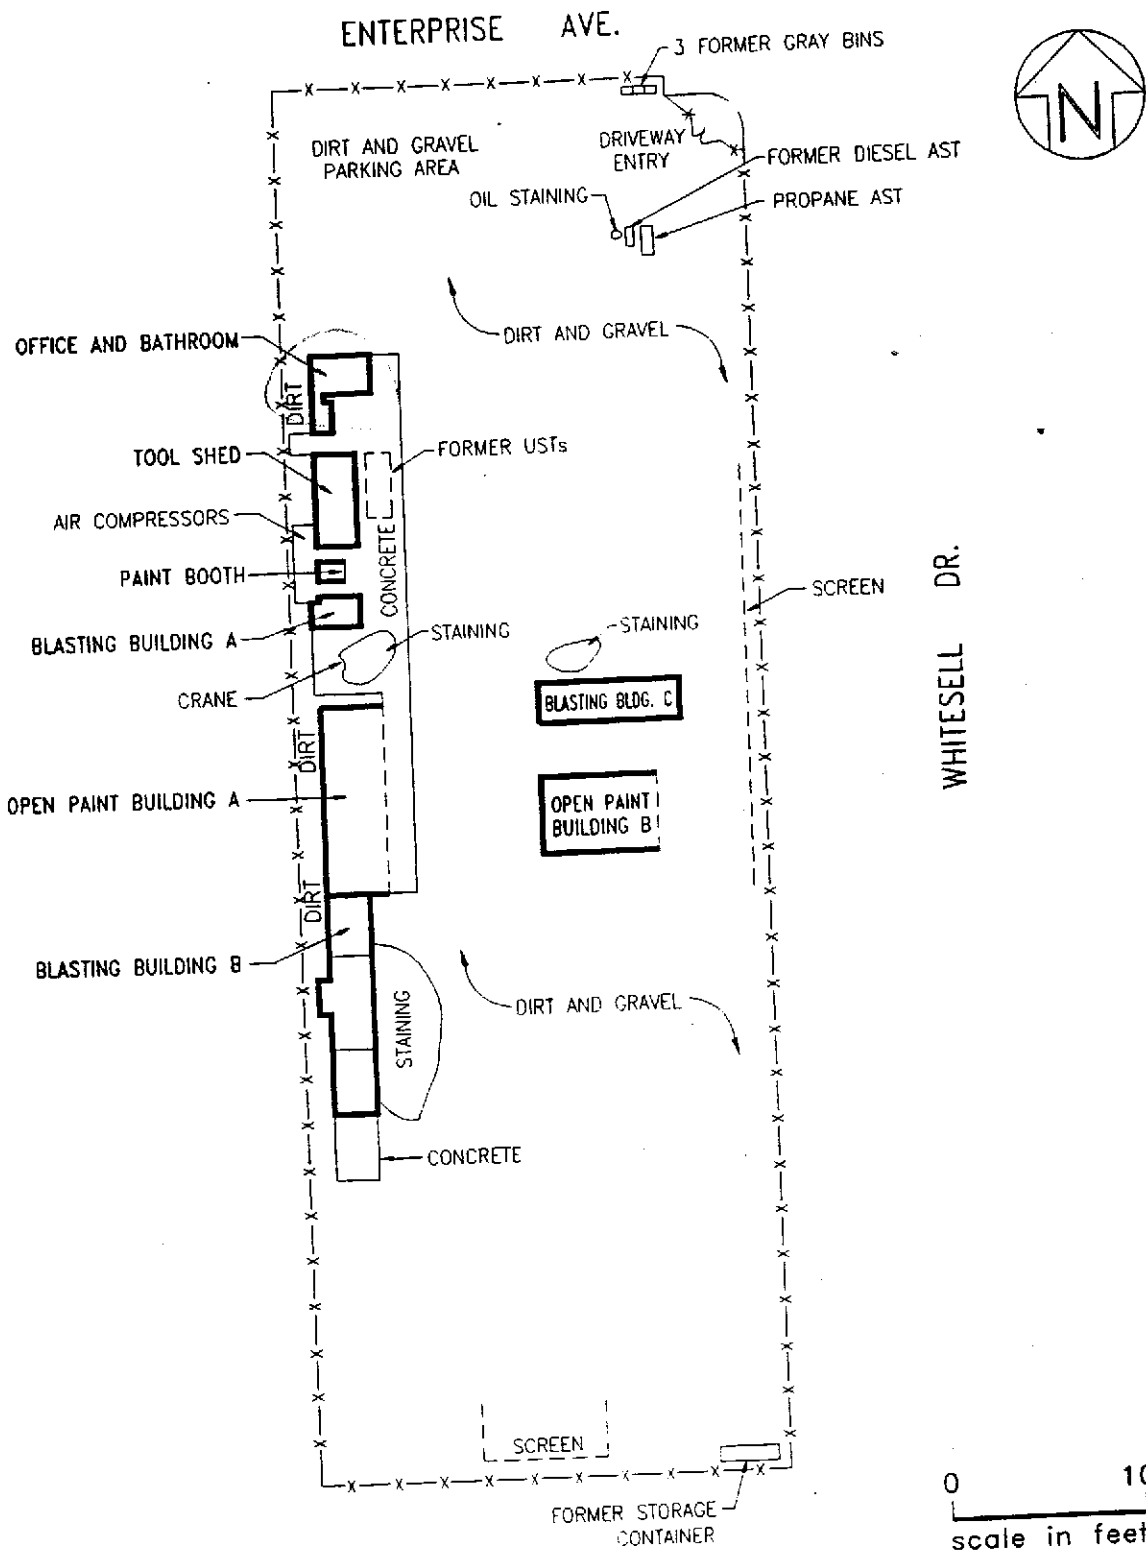 ENTERPRISE AVE.
3 FORMER GRAY BINS
N
DIRT AND GRAVEL
PARKING AREA
DRIVEWAY
ENTRY
FORMER DIESEL AST
OIL STAINING
PROPANE AST
DIRT AND GRAVEL
OFFICE AND BATHROOM
DIRT
TOOL SHED
FORMER USTs
AIR COMPRESSORS
CONCRETE
PAINT BOOTH
SCREEN
WHITESELL DR.
BLASTING BUILDING A
STAINING
STAINING
CRANE
BLASTING BLDG. C
DIRT
OPEN PAINT BUILDING A
OPEN PAINT
BUILDING B
DIRT
BLASTING BUILDING B
STAINING
DIRT AND GRAVEL
CONCRETE
SCREEN
FORMER STORAGE
CONTAINER
0 10
scale in feet